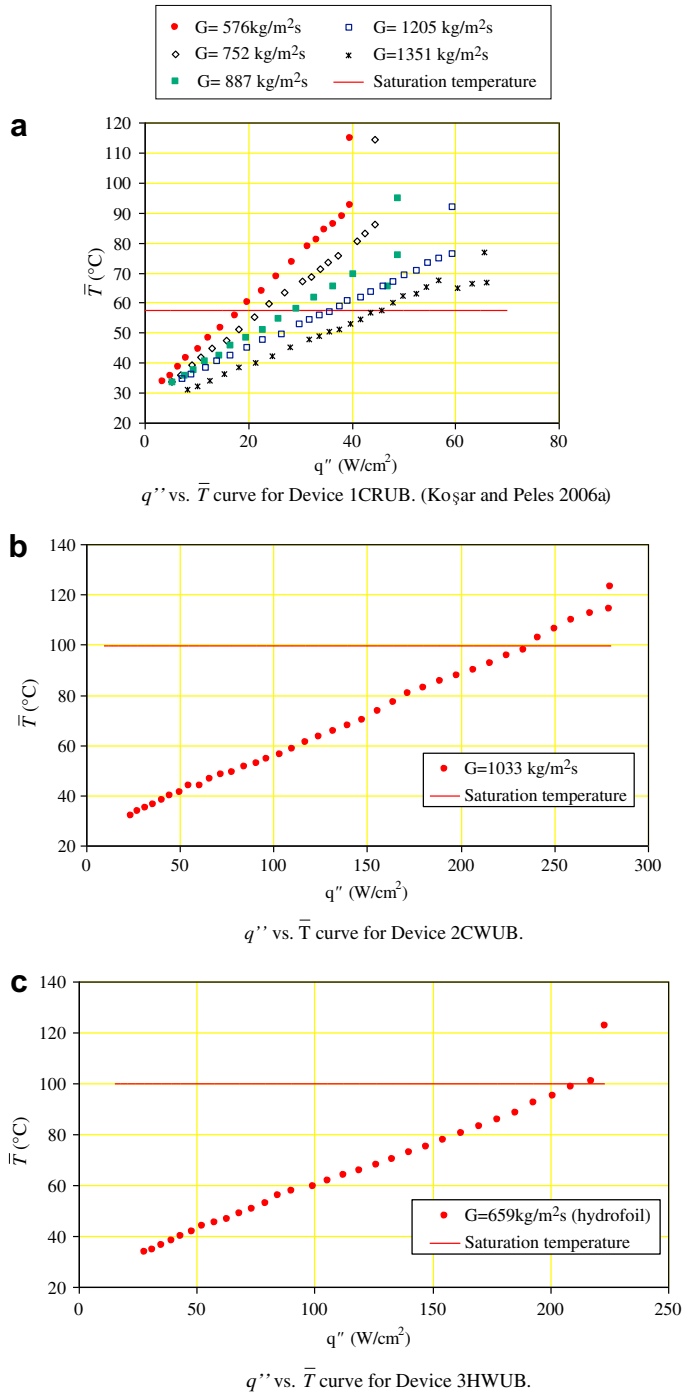 G= 576kg/m²s
G= 1205 kg/m²s
G= 752 kg/m²s
G=1351 kg/m²s
G= 887 kg/m²s
Saturation temperature
a
120
110
100
90
80
70
60
50
40
30
20
T̅ (°C)
0 20 40 60 80
q″ (W/cm²)
q’’ vs. T̅ curve for Device 1CRUB. (Koşar and Peles 2006a)
b
140
120
100
80
60
40
20
T̅ (°C)
G=1033 kg/m²s
Saturation temperature
0 50 100 150 200 250 300
q″ (W/cm²)
q’’ vs. T̅ curve for Device 2CWUB.
c
140
120
100
80
60
40
20
T̅ (°C)
G=659kg/m²s (hydrofoil)
Saturation temperature
0 50 100 150 200 250
q″ (W/cm²)
q’’ vs. T̅ curve for Device 3HWUB.